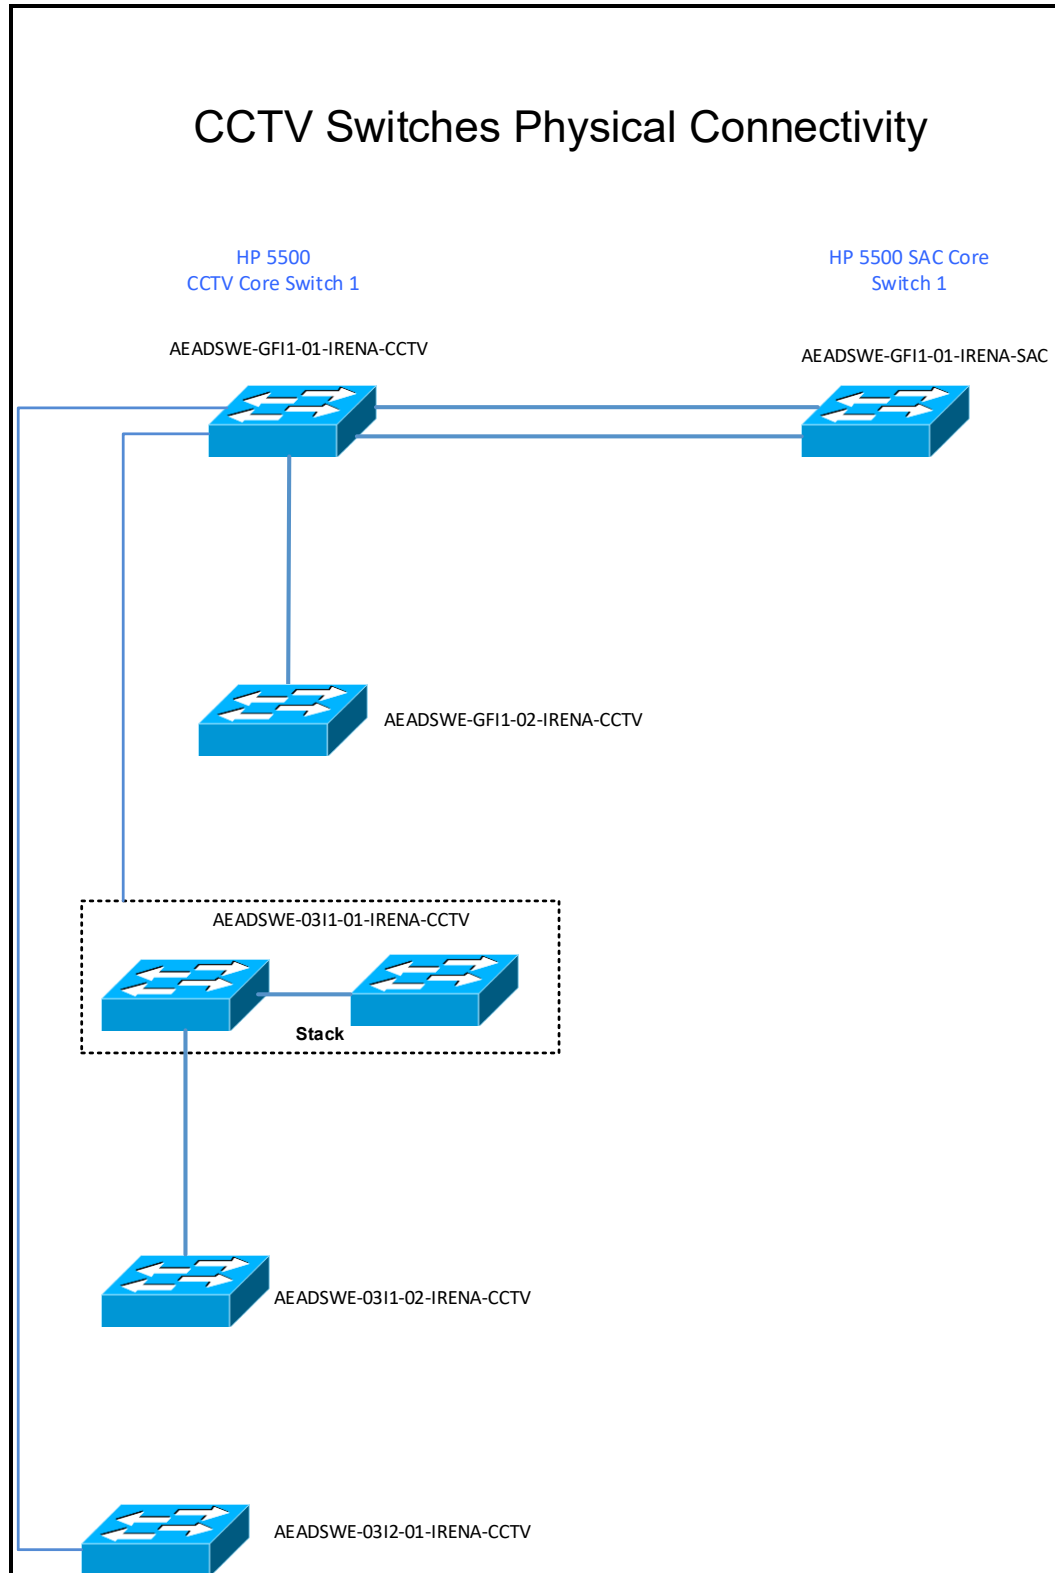 CCTV Switches Physical Connectivity
HP 5500
CCTV Core Switch 1
HP 5500 SAC Core
Switch 1
AEADSWE-GFI1-01-IRENA-CCTV
AEADSWE-GFI1-01-IRENA-SAC
AEADSWE-GFI1-02-IRENA-CCTV
AEADSWE-03I1-01-IRENA-CCTV
Stack
AEADSWE-03I1-02-IRENA-CCTV
AEADSWE-03I2-01-IRENA-CCTV